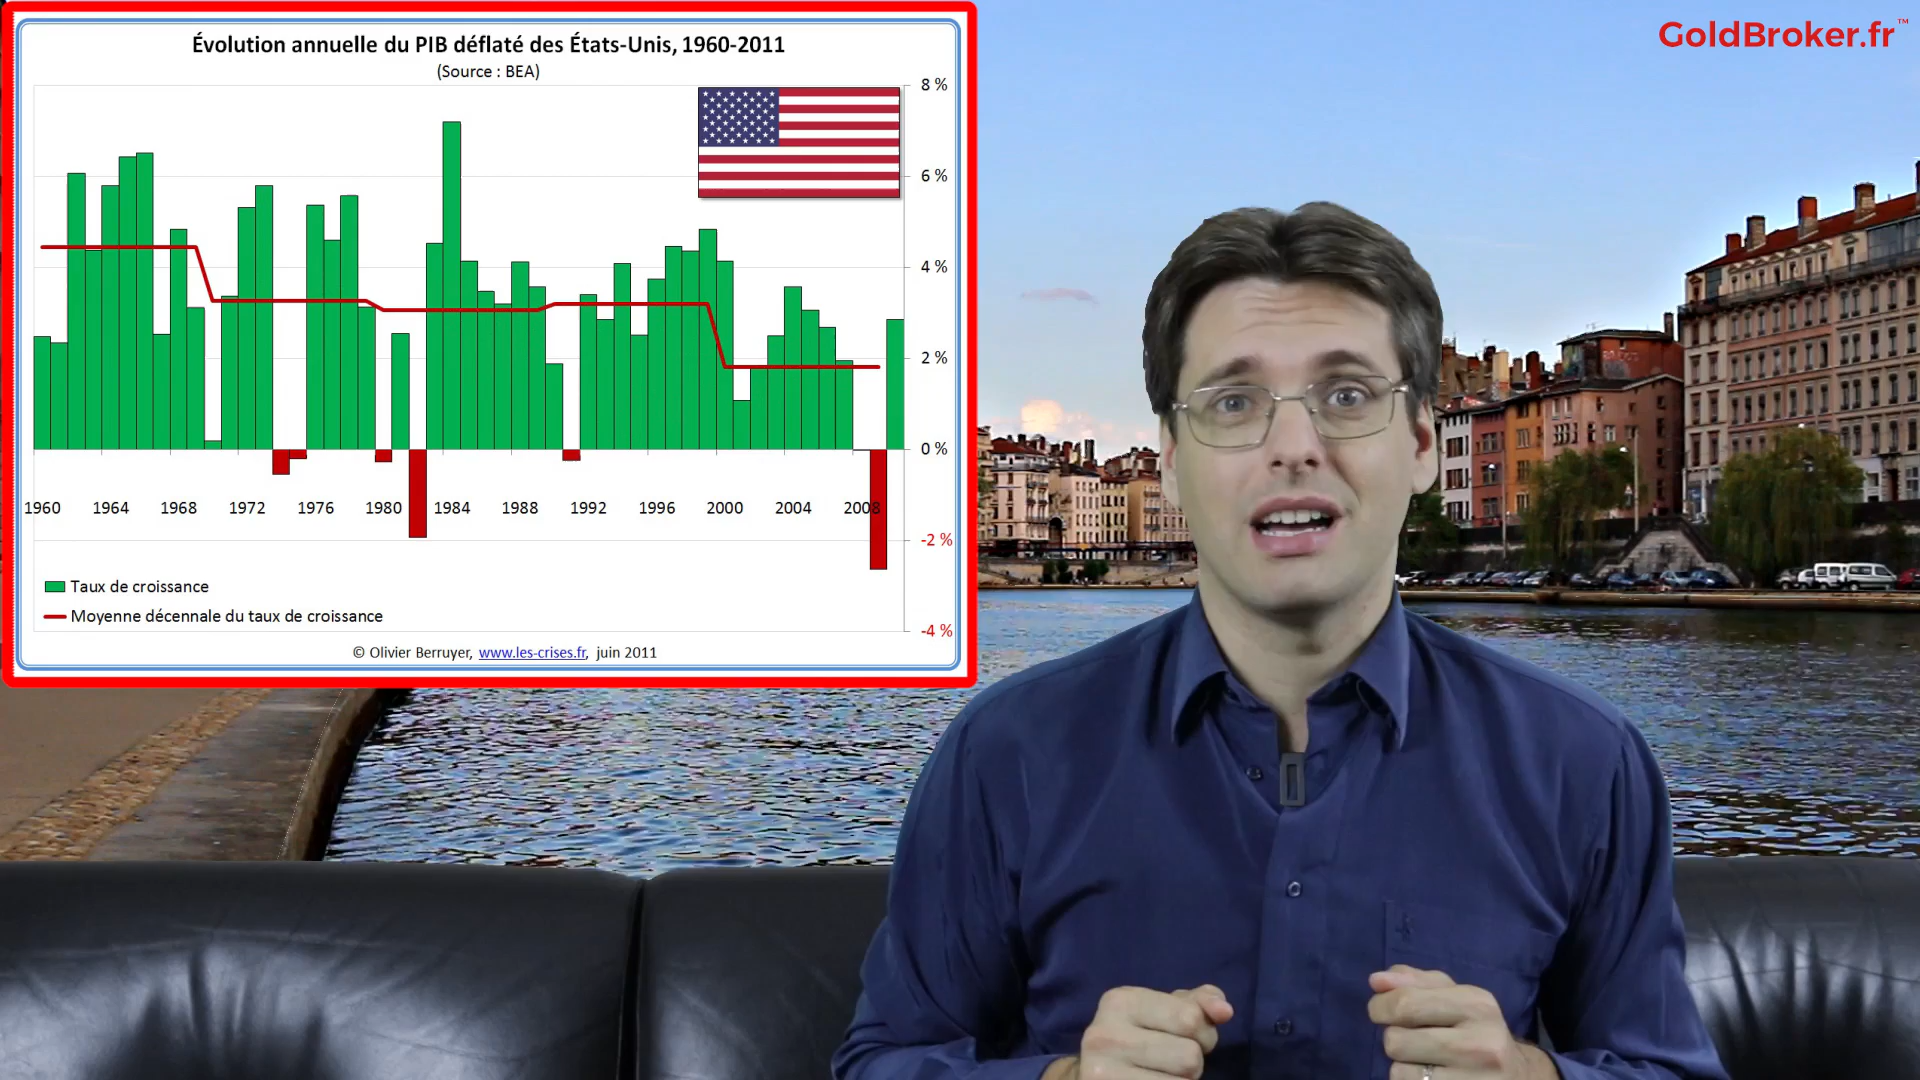 Évolution annuelle du PIB déflaté des États-Unis, 1960-2011
(Source : BEA)
8 %
6 %
4 %
2 %
0 %
-2 %
-4 %
1960 1964 1968 1972 1976 1980 1984 1988 1992 1996 2000 2004 2008
Taux de croissance
Moyenne décennale du taux de croissance
© Olivier Berruyer, www.les-crises.fr, juin 2011
GoldBroker.fr™